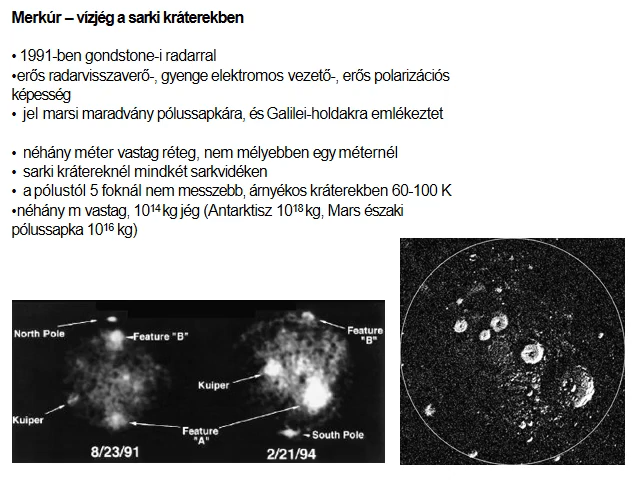 Merkúr – vízjég a sarki kráterekben
• 1991-ben gondstone-i radarral
•erős radarvisszaverő-, gyenge elektromos vezető-, erős polarizációs
képesség
• jel marsi maradvány pólussapkára, és Galilei-holdakra emlékeztet
• néhány méter vastag réteg, nem mélyebben egy méternél
• sarki krátereknél mindkét sarkvidéken
• a pólustól 5 foknál nem messzebb, árnyékos kráterekben 60-100 K
•néhány m vastag, 10¹⁴ kg jég (Antarktisz 10¹⁸ kg, Mars északi
pólussapka 10¹⁶ kg)
North Pole
Feature "B"
Kuiper
Feature
"A"
8/23/91
Feature
"B"
Kuiper
South Pole
2/21/94